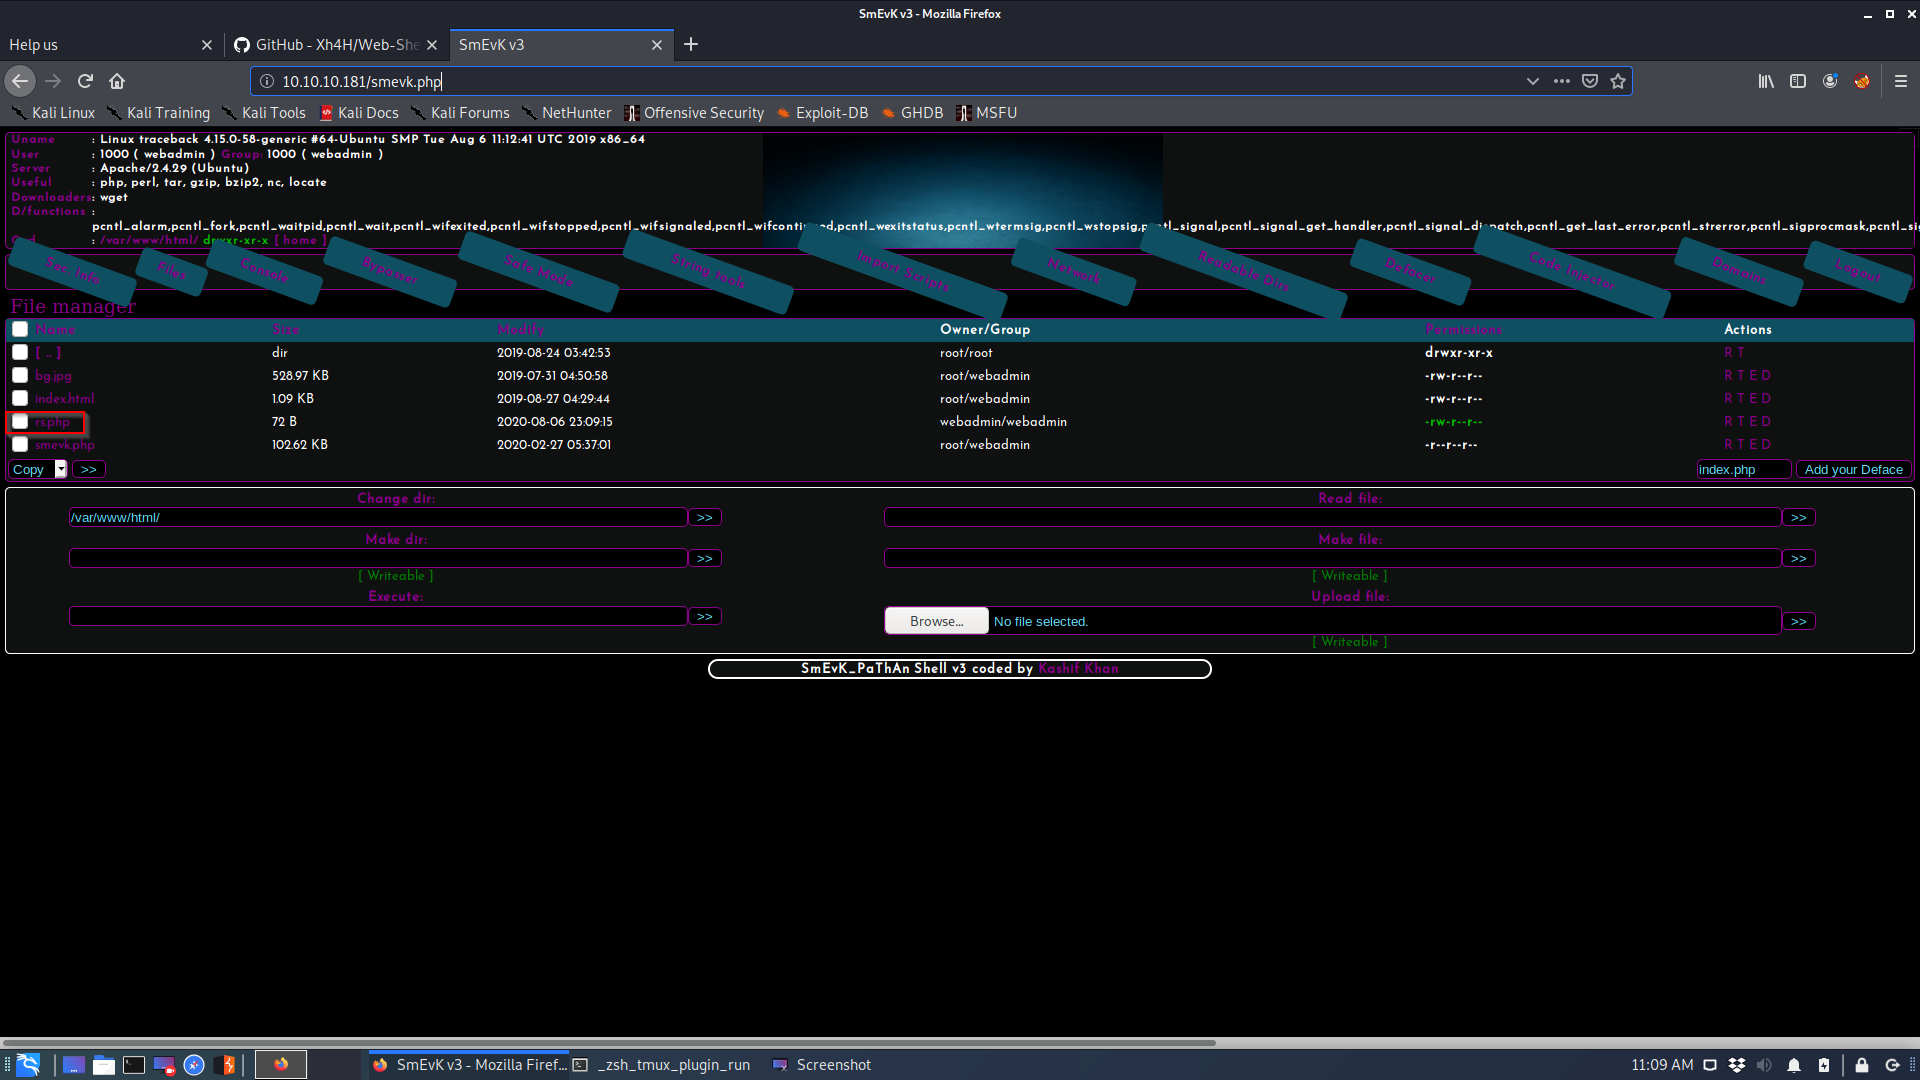 SmEvK v3 - Mozilla Firefox
Help us
GitHub - Xh4H/Web-She
SmEvK v3
10.10.10.181/smevk.php
Kali Linux Kali Training Kali Tools Kali Docs Kali Forums NetHunter Offensive Security Exploit-DB GHDB MSFU
Uname : Linux traceback 4.15.0-58-generic #64-Ubuntu SMP Tue Aug 6 11:12:41 UTC 2019 x86_64
User : 1000 ( webadmin ) Group: 1000 ( webadmin )
Server : Apache/2.4.29 (Ubuntu)
Useful : php, perl, tar, gzip, bzip2, nc, locate
Downloaders: wget
D/functions :
pcntl_alarm,pcntl_fork,pcntl_waitpid,pcntl_wait,pcntl_wifexited,pcntl_wifstopped,pcntl_wifsignaled,pcntl_wifcontinued,pcntl_wexitstatus,pcntl_wtermsig,pcntl_wstopsig,pcntl_signal,pcntl_signal_get_handler,pcntl_signal_dispatch,pcntl_get_last_error,pcntl_strerror,pcntl_sigprocmask,pcntl_sig
: /var/www/html/ drwxr-xr-x [ home ]
Sec. Info Files Console Bypasser Safe Mode String tools Import Scripts Network Readable Dirs Defacer Code Injector Domains Logout
File manager
Name Size Modify Owner/Group Permissions Actions
[ .. ] dir 2019-08-24 03:42:53 root/root drwxr-xr-x R T
bg.jpg 528.97 KB 2019-07-31 04:50:58 root/webadmin -rw-r--r-- R T E D
index.html 1.09 KB 2019-08-27 04:29:44 root/webadmin -rw-r--r-- R T E D
rs.php 72 B 2020-08-06 23:09:15 webadmin/webadmin -rw-r--r-- R T E D
smevk.php 102.62 KB 2020-02-27 05:37:01 root/webadmin -r--r--r-- R T E D
Copy >> index.php Add your Deface
Change dir: Read file:
/var/www/html/ >> >>
Make dir: Make file:
>> >>
[ Writeable ] [ Writeable ]
Execute: Upload file:
>> Browse... No file selected. >>
[ Writeable ]
SmEvK_PaThAn Shell v3 coded by Kashif Khan
SmEvK v3 - Mozilla Firef...
_zsh_tmux_plugin_run
Screenshot
11:09 AM